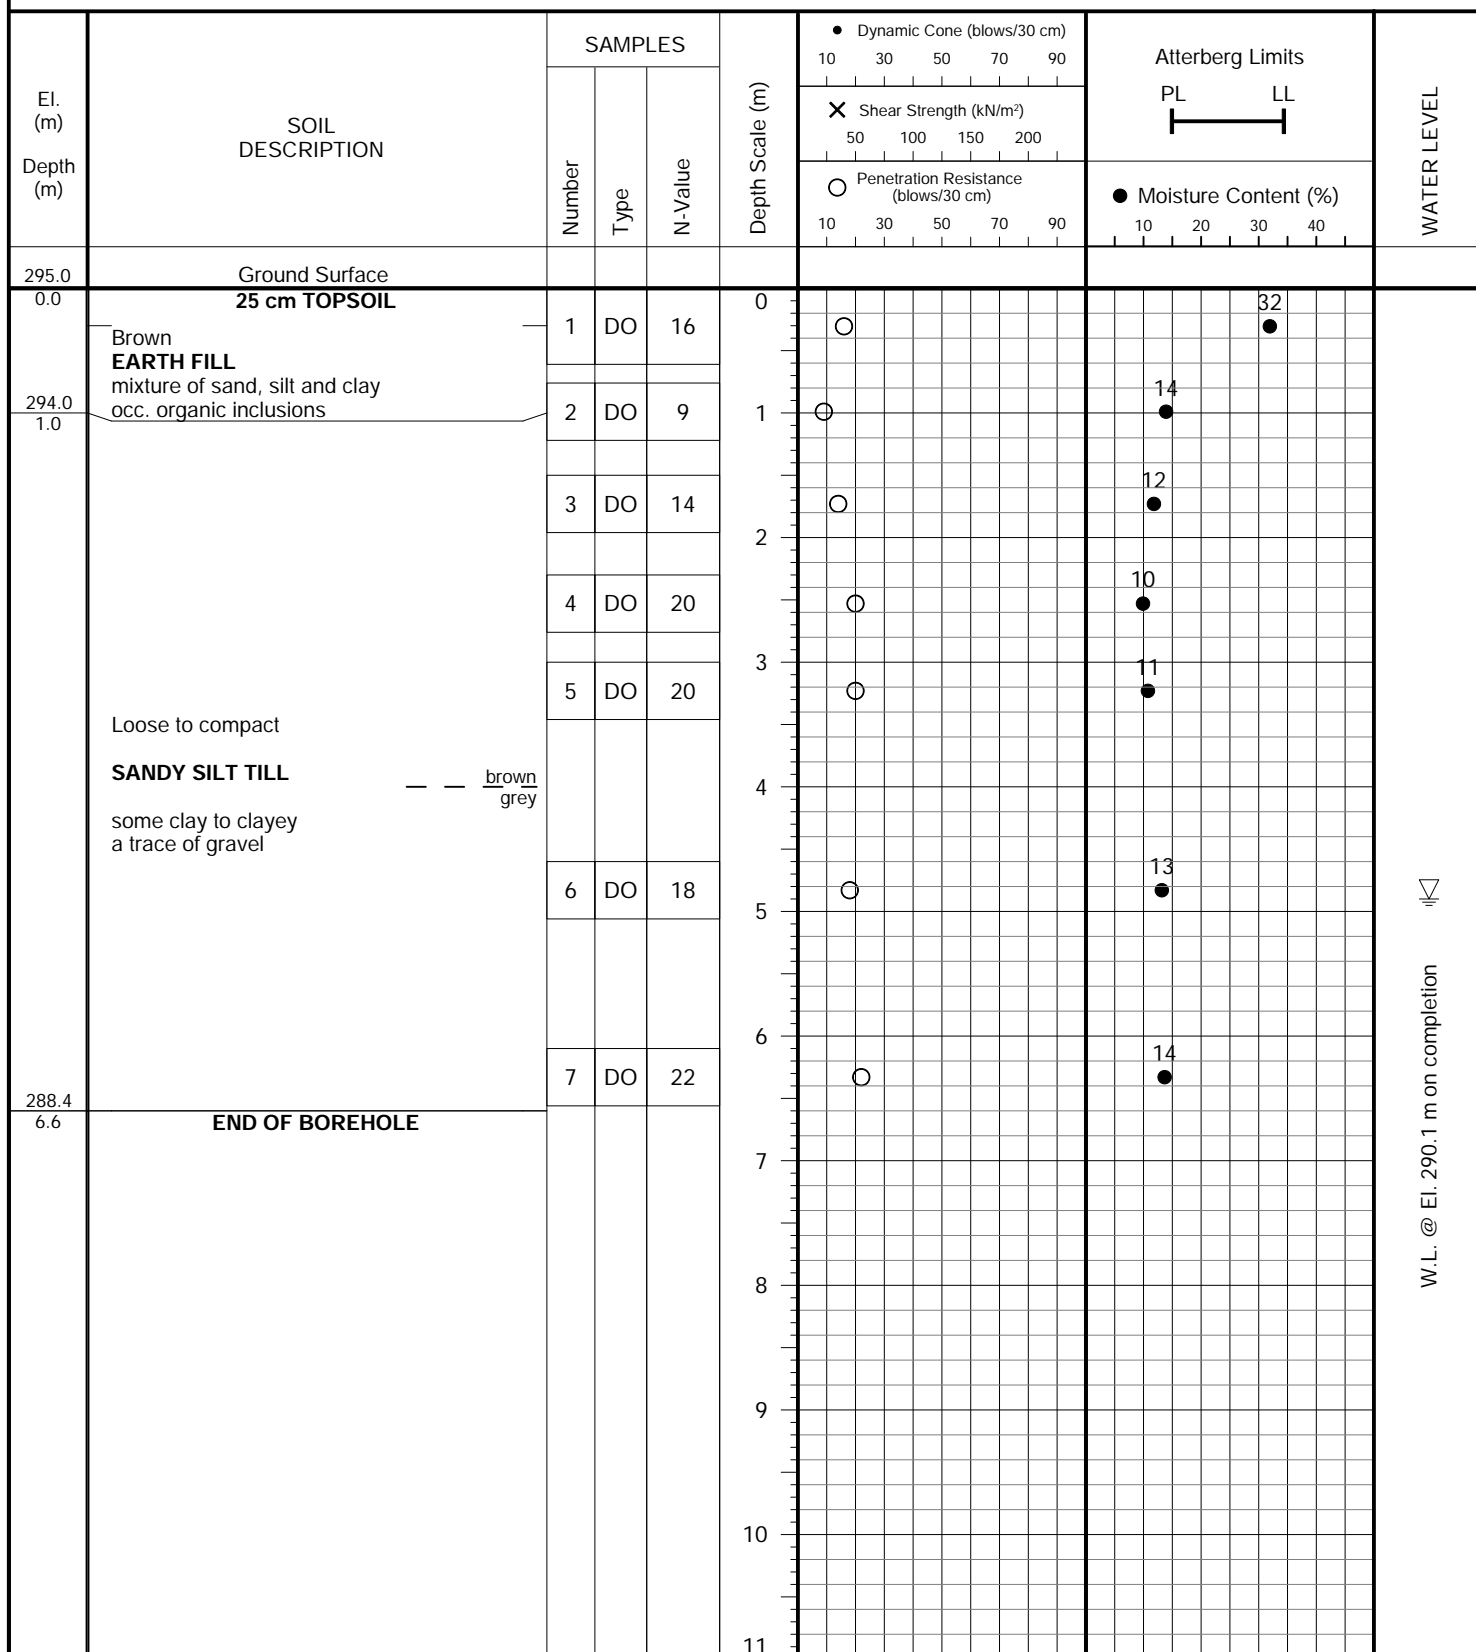 El.
(m)
Depth
(m)
SOIL
DESCRIPTION
SAMPLES
Number
Type
N-Value
Depth Scale (m)
Dynamic Cone (blows/30 cm)
10 30 50 70 90
Shear Strength (kN/m²)
50 100 150 200
Penetration Resistance
(blows/30 cm)
10 30 50 70 90
Atterberg Limits
PL LL
Moisture Content (%)
10 20 30 40
WATER LEVEL
295.0 Ground Surface
0.0 25 cm TOPSOIL 0
32
1 DO 16
Brown
EARTH FILL
mixture of sand, silt and clay
14
294.0 occ. organic inclusions 2 DO 9 1
1.0
12
3 DO 14
2
10
4 DO 20
3
11
5 DO 20
Loose to compact
SANDY SILT TILL
brown
grey
4
some clay to clayey
a trace of gravel
13
6 DO 18
5
6
14
7 DO 22
288.4
6.6 END OF BOREHOLE
7
8
9
10
11
W.L. @ El. 290.1 m on completion